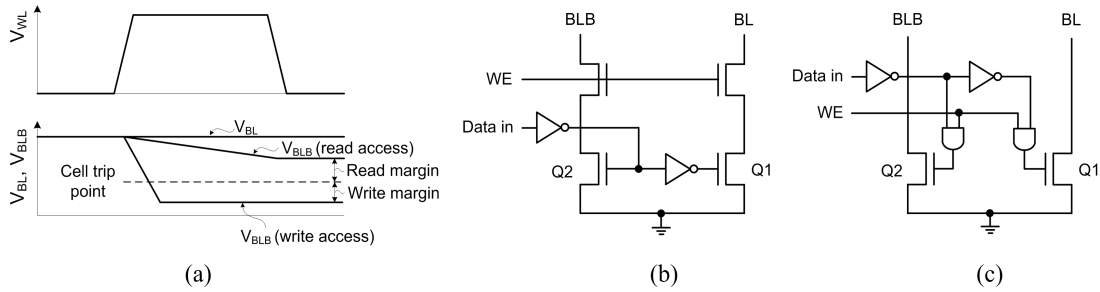 V_WL
V_BL, V_BLB
V_BL
V_BLB (read access)
Cell trip
point
Read margin
Write margin
V_BLB (write access)
(a)
BLB
BL
WE
Data in
Q2
Q1
(b)
BLB
BL
Data in
WE
Q2
Q1
(c)